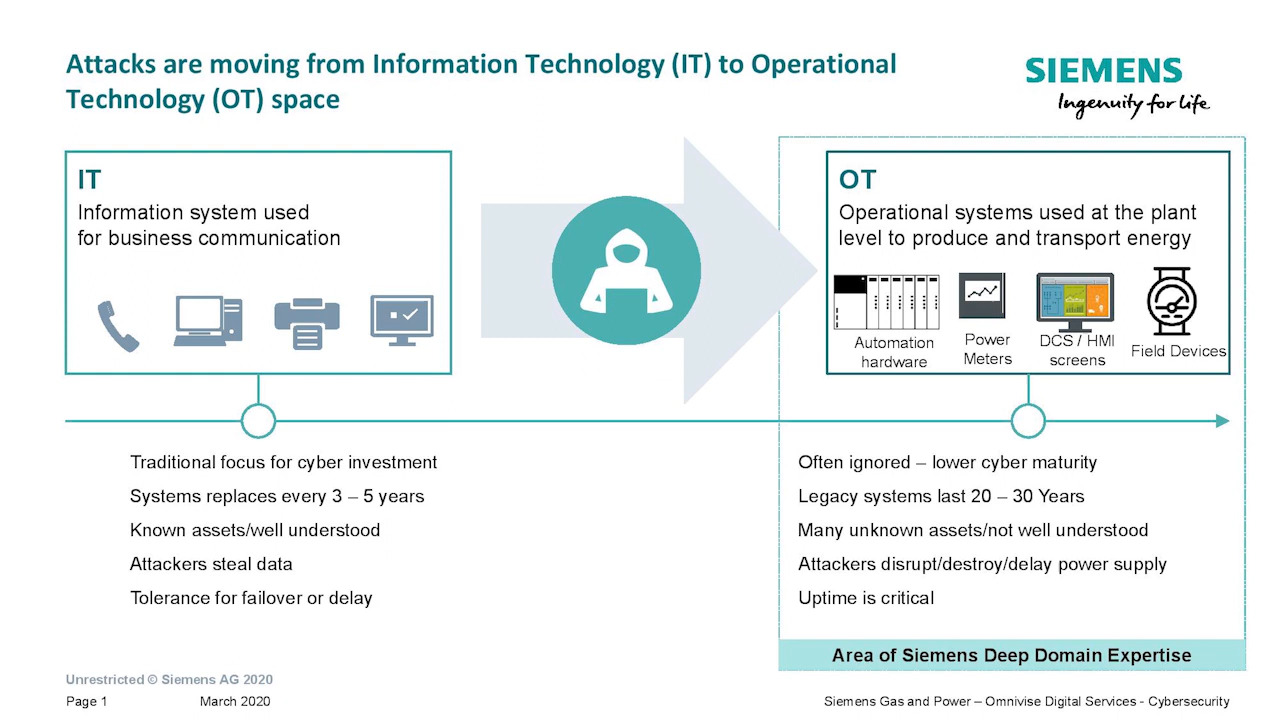 Attacks are moving from Information Technology (IT) to Operational
Technology (OT) space
SIEMENS
Ingenuity for life
IT
Information system used
for business communication
OT
Operational systems used at the plant
level to produce and transport energy
Automation
hardware
Power
Meters
DCS / HMI
screens
Field Devices
Traditional focus for cyber investment
Systems replaces every 3 – 5 years
Known assets/well understood
Attackers steal data
Tolerance for failover or delay
Often ignored – lower cyber maturity
Legacy systems last 20 – 30 Years
Many unknown assets/not well understood
Attackers disrupt/destroy/delay power supply
Uptime is critical
Area of Siemens Deep Domain Expertise
Unrestricted © Siemens AG 2020
Page 1 March 2020
Siemens Gas and Power – Omnivise Digital Services - Cybersecurity